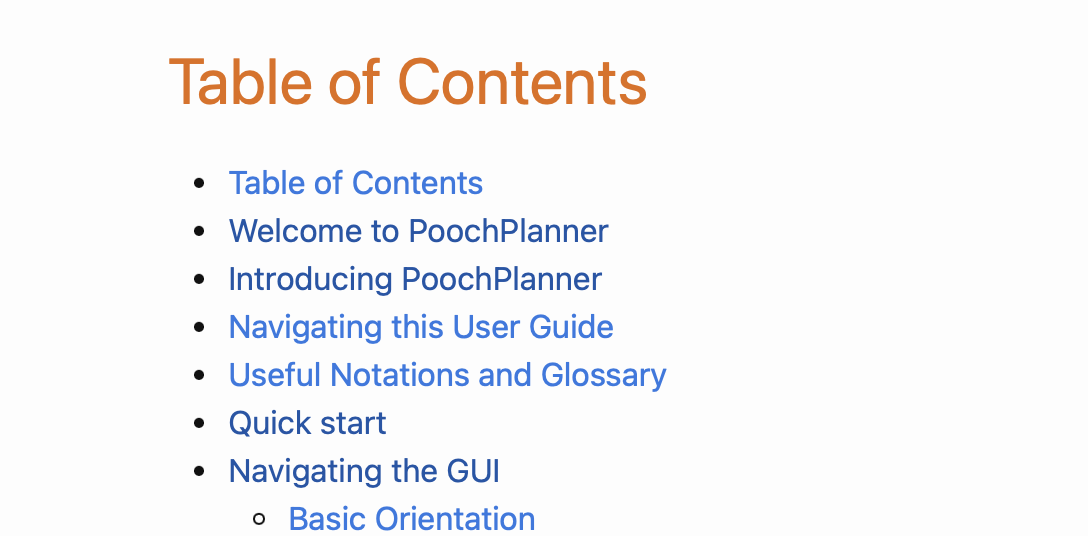 Table of Contents
Table of Contents
Welcome to PoochPlanner
Introducing PoochPlanner
Navigating this User Guide
Useful Notations and Glossary
Quick start
Navigating the GUI
Basic Orientation